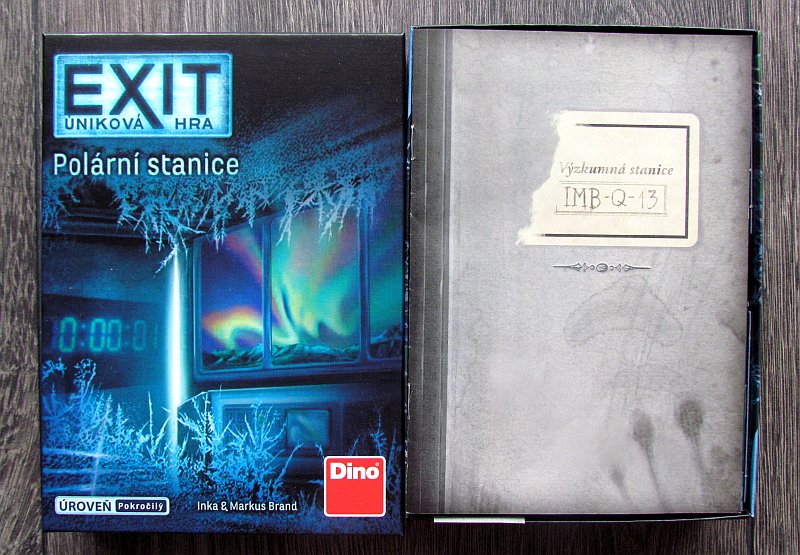 EXIT
ÚNIKOVÁ HRA
Polární stanice
0:00:01
ÚROVEŇ Pokročilý
Inka & Markus Brand
Dino
Výzkumná stanice
IMB-Q-13